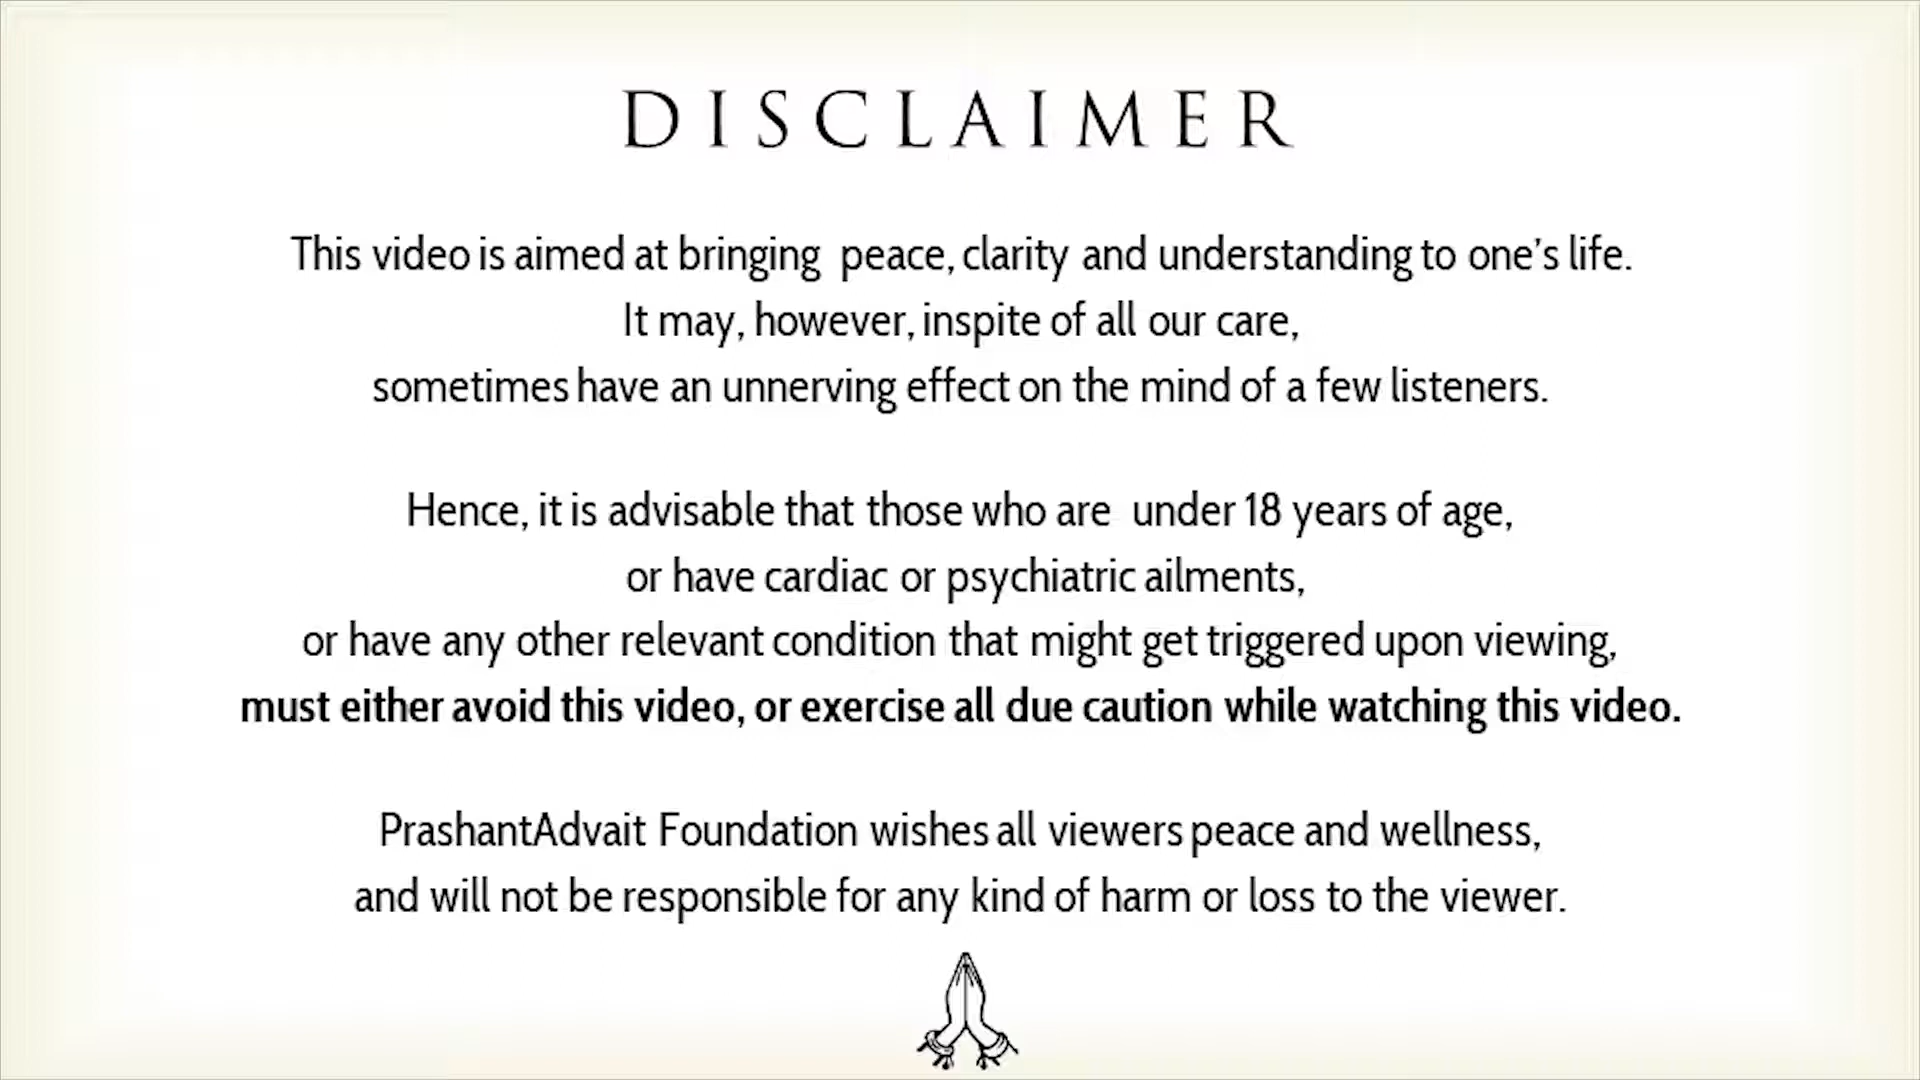 DISCLAIMER
This video is aimed at bringing peace, clarity and understanding to one's life.
It may, however, inspite of all our care,
sometimes have an unnerving effect on the mind of a few listeners.
Hence, it is advisable that those who are under 18 years of age,
or have cardiac or psychiatric ailments,
or have any other relevant condition that might get triggered upon viewing,
must either avoid this video, or exercise all due caution while watching this video.
PrashantAdvait Foundation wishes all viewers peace and wellness,
and will not be responsible for any kind of harm or loss to the viewer.